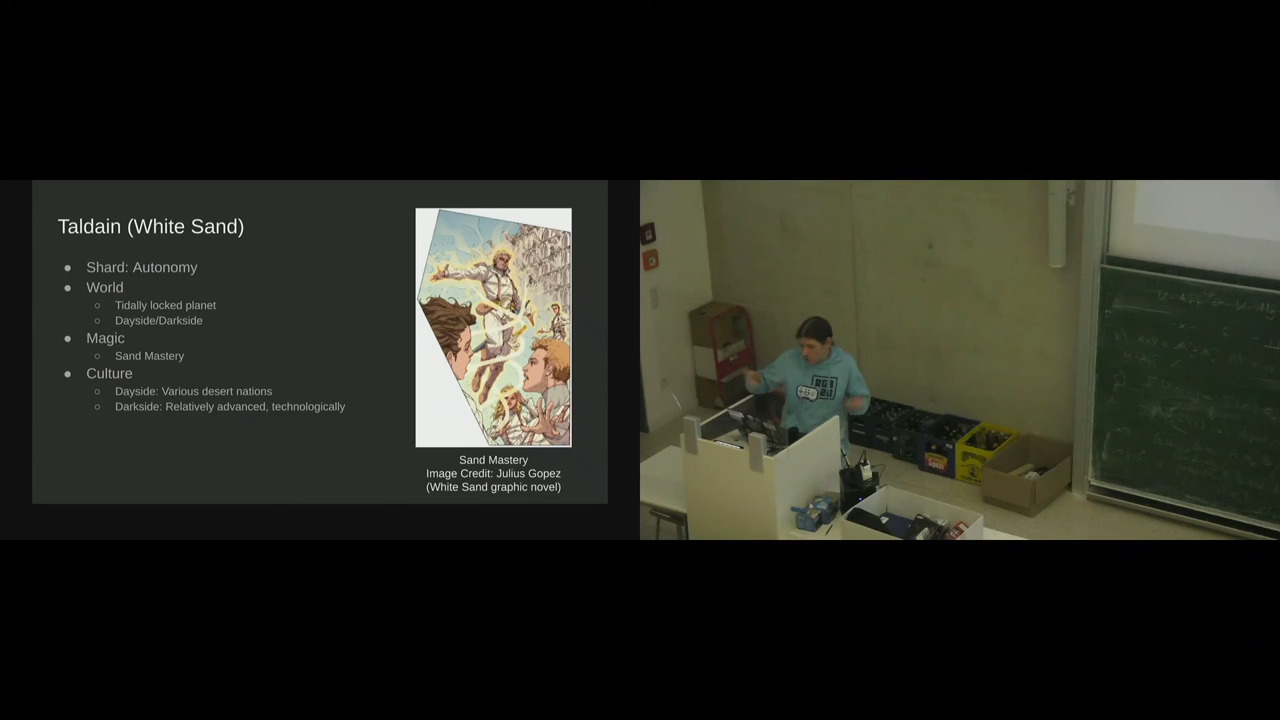 Taldain (White Sand)
● Shard: Autonomy
● World
○ Tidally locked planet
○ Dayside/Darkside
● Magic
○ Sand Mastery
● Culture
○ Dayside: Various desert nations
○ Darkside: Relatively advanced, technologically
Sand Mastery
Image Credit: Julius Gopez
(White Sand graphic novel)